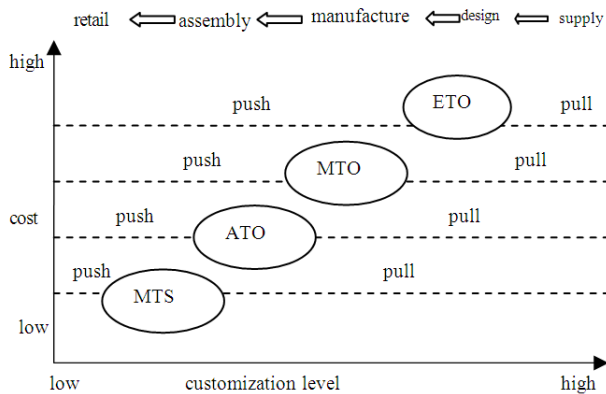 retail assembly manufacture design supply
high
push ETO pull
push MTO pull
cost push ATO pull
push MTS pull
low
low customization level high